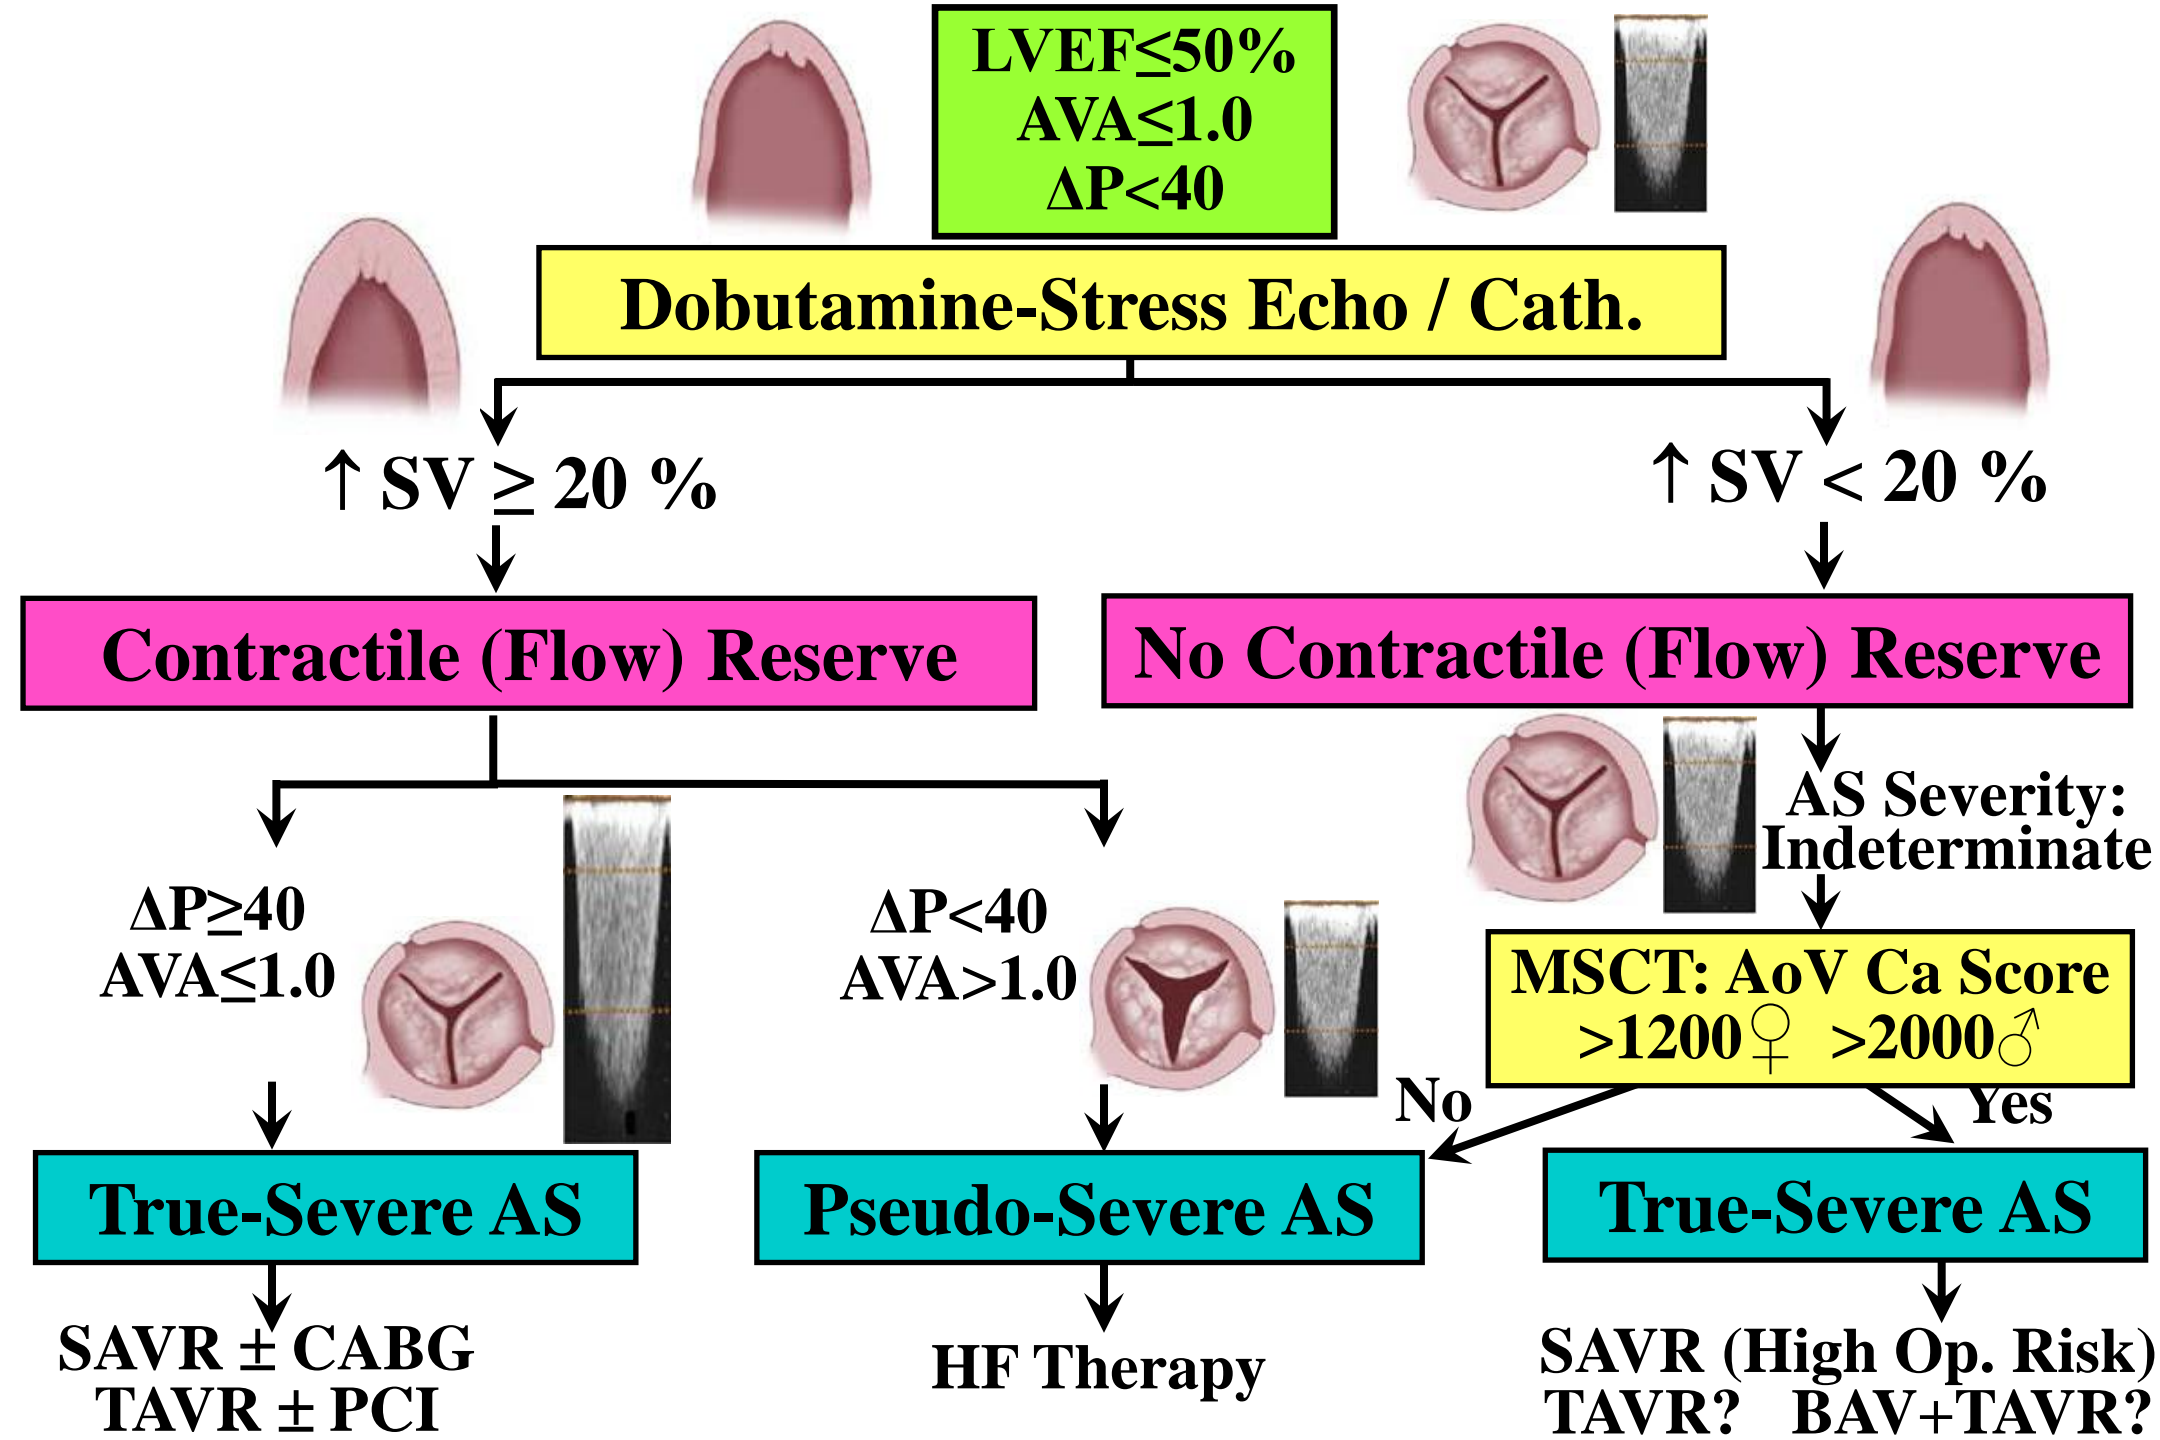 LVEF≤50%
AVA≤1.0
ΔP<40
Dobutamine-Stress Echo / Cath.
↑ SV ≥ 20 %
↑ SV < 20 %
Contractile (Flow) Reserve
No Contractile (Flow) Reserve
AS Severity:
Indeterminate
ΔP≥40
AVA≤1.0
ΔP<40
AVA>1.0
MSCT: AoV Ca Score
>1200♀ >2000♂
No
Yes
True-Severe AS
Pseudo-Severe AS
True-Severe AS
SAVR ± CABG
TAVR ± PCI
HF Therapy
SAVR (High Op. Risk)
TAVR? BAV+TAVR?